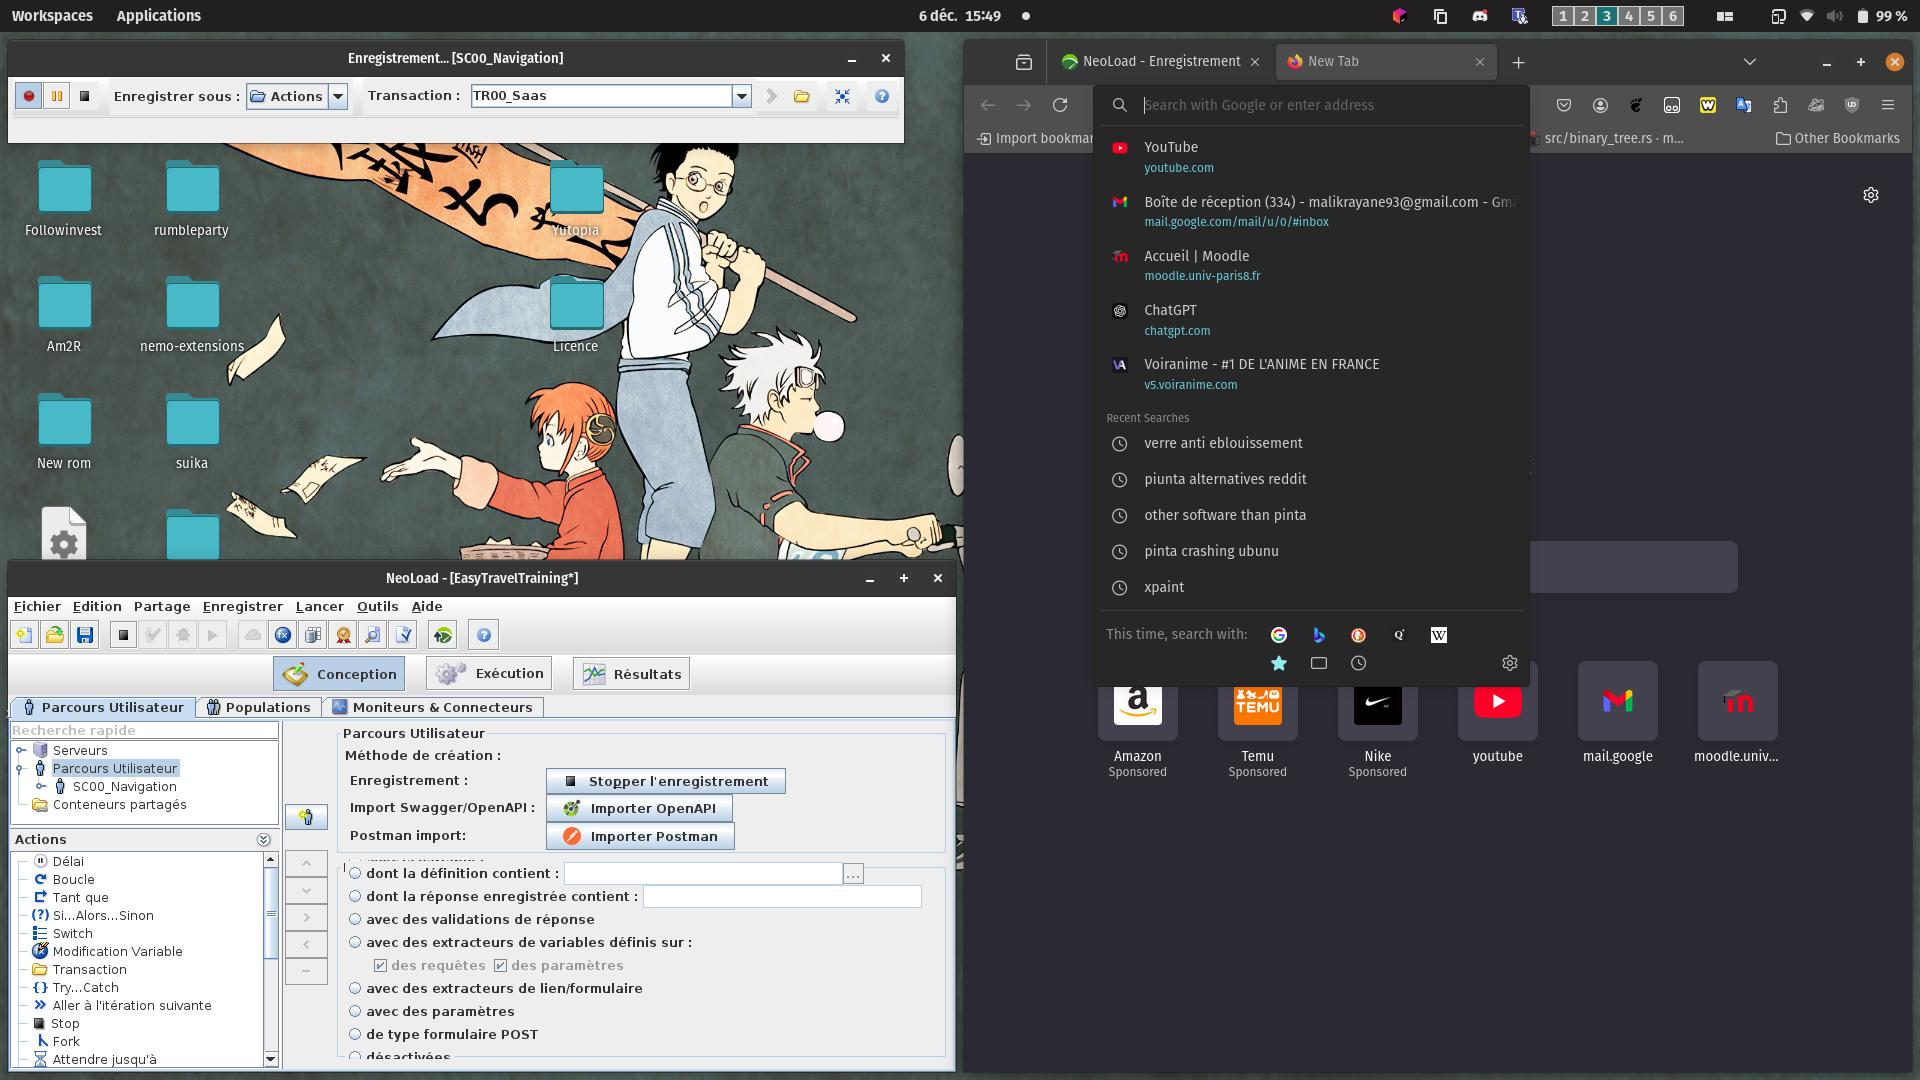 Workspaces Applications 6 déc. 15:49 1 2 3 4 5 6 99 %
Enregistrement... [SC00_Navigation]
Enregistrer sous : Actions Transaction : TR00_Saas
Followinvest
rumbleparty
Yutopia
Am2R
nemo-extensions
Licence
New rom
suika
NeoLoad - [EasyTravelTraining*]
Fichier Edition Partage Enregistrer Lancer Outils Aide
Conception Exécution Résultats
Parcours Utilisateur Populations Moniteurs & Connecteurs
Recherche rapide
Serveurs
Parcours Utilisateur
SC00_Navigation
Conteneurs partagés
Actions
Délai
Boucle
Tant que
Si...Alors...Sinon
Switch
Modification Variable
Transaction
Try...Catch
Aller à l'itération suivante
Stop
Fork
Attendre jusqu'à
Parcours Utilisateur
Méthode de création :
Enregistrement : Stopper l'enregistrement
Import Swagger/OpenAPI : Importer OpenAPI
Postman import: Importer Postman
dont la définition contient : ...
dont la réponse enregistrée contient :
avec des validations de réponse
avec des extracteurs de variables définis sur :
des requêtes des paramètres
avec des extracteurs de lien/formulaire
avec des paramètres
de type formulaire POST
désactivées
NeoLoad - Enregistrement New Tab
Search with Google or enter address
Import bookmar src/binary_tree.rs · m... Other Bookmarks
YouTube
youtube.com
Boîte de réception (334) - malikrayane93@gmail.com - Gma
mail.google.com/mail/u/0/#inbox
Accueil | Moodle
moodle.univ-paris8.fr
ChatGPT
chatgpt.com
Voiranime - #1 DE L'ANIME EN FRANCE
v5.voiranime.com
Recent Searches
verre anti eblouissement
piunta alternatives reddit
other software than pinta
pinta crashing ubunu
xpaint
This time, search with:
TEMU
Amazon
Sponsored
Temu
Sponsored
Nike
Sponsored
youtube
mail.google
moodle.univ...